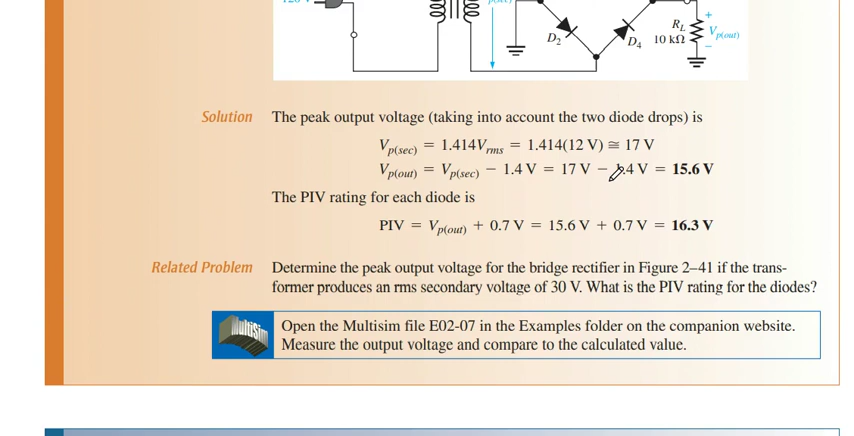 D2
D4
RL
10 kΩ
+
Vp(out)
−
Solution The peak output voltage (taking into account the two diode drops) is
Vp(sec) = 1.414Vrms = 1.414(12 V) ≅ 17 V
Vp(out) = Vp(sec) − 1.4 V = 17 V − .4 V = 15.6 V
The PIV rating for each diode is
PIV = Vp(out) + 0.7 V = 15.6 V + 0.7 V = 16.3 V
Related Problem Determine the peak output voltage for the bridge rectifier in Figure 2–41 if the trans-
former produces an rms secondary voltage of 30 V. What is the PIV rating for the diodes?
MultiSim
Open the Multisim file E02-07 in the Examples folder on the companion website.
Measure the output voltage and compare to the calculated value.